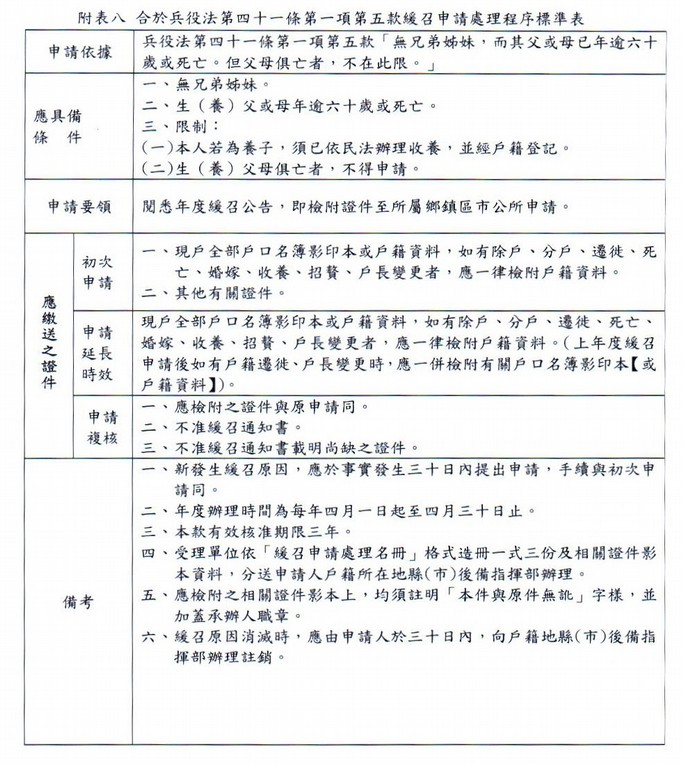 附表八 合於兵役法第四十一條第一項第五款緩召申請處理程序標準表
申請依據
兵役法第四十一條第一項第五款「無兄弟姊妹，而其父或母已年逾六十
歲或死亡。但父母俱亡者，不在此限。」
應具備
條 件
一、無兄弟姊妹。
二、生（養）父或母年逾六十歲或死亡。
三、限制：
(一)本人若為養子，須已依民法辦理收養，並經戶籍登記。
(二)生（養）父母俱亡者，不得申請。
申請要領
閱悉年度緩召公告，即檢附證件至所屬鄉鎮區市公所申請。
應繳送之證件
初次
申請
一、現戶全部戶口名簿影印本或戶籍資料，如有除戶、分戶、遷徙、死
亡、婚嫁、收養、招贅、戶長變更者，應一律檢附戶籍資料。
二、其他有關證件。
申請
延長
時效
現戶全部戶口名簿影印本或戶籍資料，如有除戶、分戶、遷徙、死亡、
婚嫁、收養、招贅、戶長變更者，應一律檢附戶籍資料。(上年度緩召
申請後如有戶籍遷徙、戶長變更時，應一併檢附有關戶口名簿影印本【或
戶籍資料】)。
申請
複核
一、應檢附之證件與原申請同。
二、不准緩召通知書。
三、不准緩召通知書載明尚缺之證件。
備考
一、新發生緩召原因，應於事實發生三十日內提出申請，手續與初次申
請同。
二、年度辦理時間為每年四月一日起至四月三十日止。
三、本款有效核准期限三年。
四、受理單位依「緩召申請處理名冊」格式造冊一式三份及相關證件影
本資料，分送申請人戶籍所在地縣(市)後備指揮部辦理。
五、應檢附之相關證件影本上，均須註明「本件與原件無訛」字樣，並
加蓋承辦人職章。
六、緩召原因消滅時，應由申請人於三十日內，向戶籍地縣(市)後備指
揮部辦理註銷。